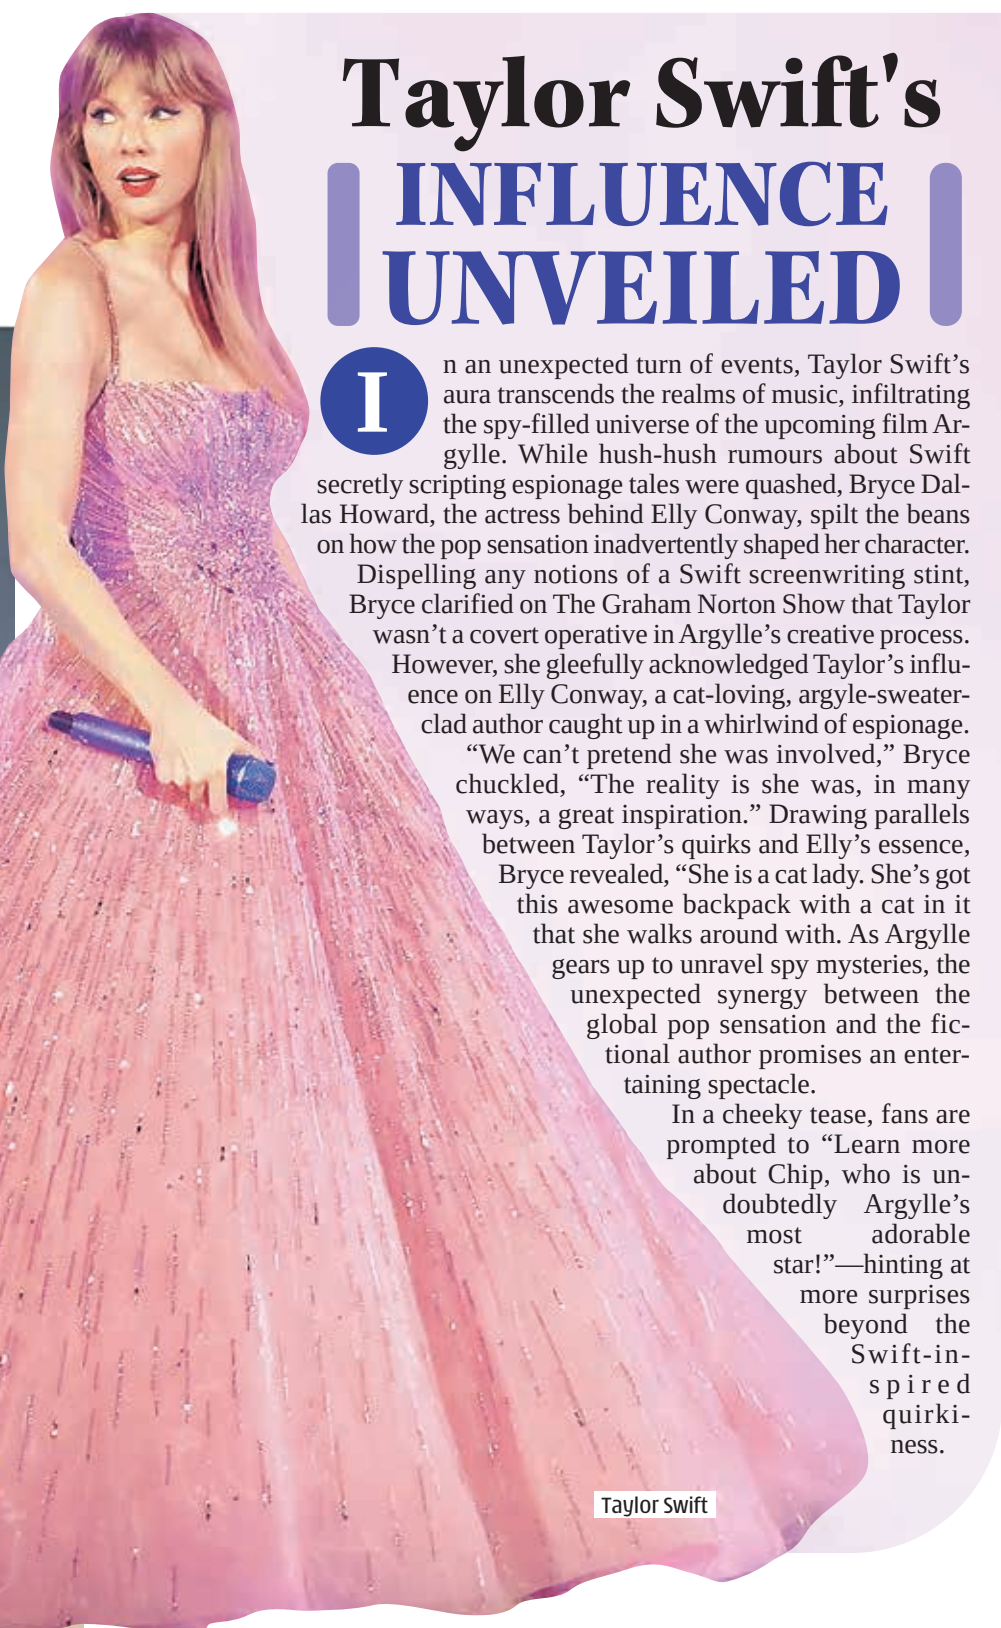 Taylor Swift's
INFLUENCE
UNVEILED
In an unexpected turn of events, Taylor Swift’s
aura transcends the realms of music, infiltrating
the spy-filled universe of the upcoming film Ar-
gylle. While hush-hush rumours about Swift
secretly scripting espionage tales were quashed, Bryce Dal-
las Howard, the actress behind Elly Conway, spilt the beans
on how the pop sensation inadvertently shaped her character.
Dispelling any notions of a Swift screenwriting stint,
Bryce clarified on The Graham Norton Show that Taylor
wasn’t a covert operative in Argylle’s creative process.
However, she gleefully acknowledged Taylor’s influ-
ence on Elly Conway, a cat-loving, argyle-sweater-
clad author caught up in a whirlwind of espionage.
“We can’t pretend she was involved,” Bryce
chuckled, “The reality is she was, in many
ways, a great inspiration.” Drawing parallels
between Taylor’s quirks and Elly’s essence,
Bryce revealed, “She is a cat lady. She’s got
this awesome backpack with a cat in it
that she walks around with. As Argylle
gears up to unravel spy mysteries, the
unexpected synergy between the
global pop sensation and the fic-
tional author promises an enter-
taining spectacle.
In a cheeky tease, fans are
prompted to “Learn more
about Chip, who is un-
doubtedly Argylle’s
most adorable
star!”—hinting at
more surprises
beyond the
Swift-in-
spired
quirki-
ness.
Taylor Swift